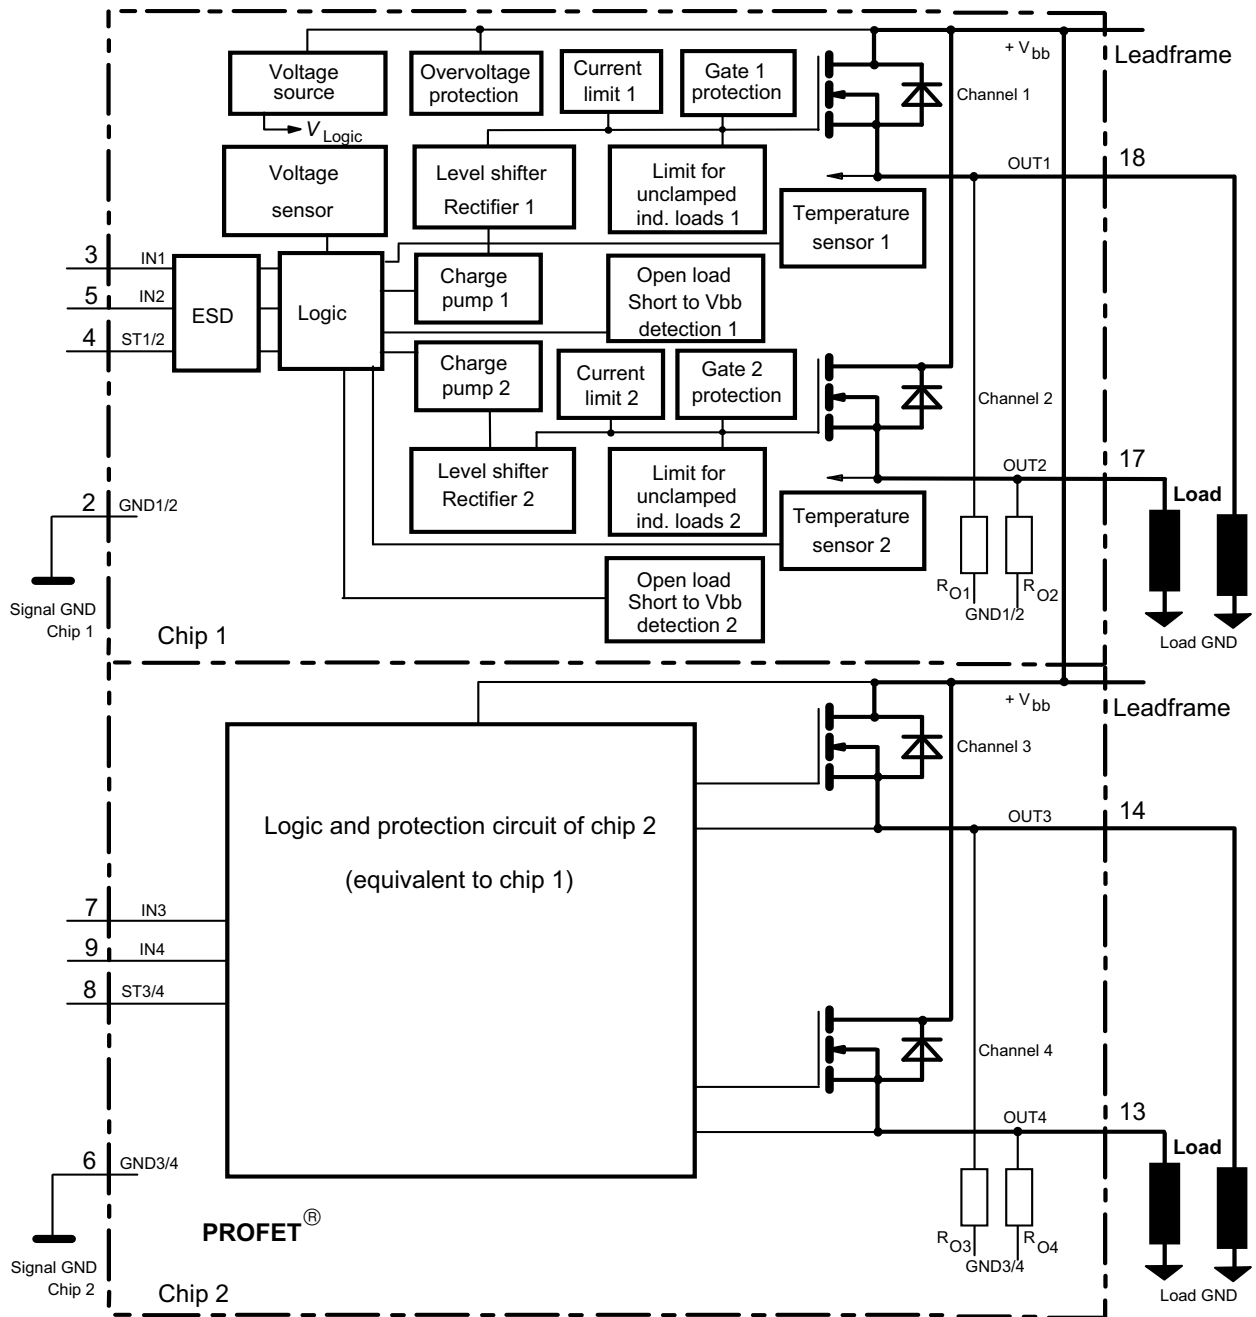 + Vbb
Leadframe
Voltage
source
Overvoltage
protection
Current
limit 1
Gate 1
protection
Channel 1
V Logic
Voltage
sensor
Level shifter
Rectifier 1
Limit for
unclamped
ind. loads 1
OUT1
18
Temperature
sensor 1
3
IN1
5
IN2
4
ST1/2
ESD
Logic
Charge
pump 1
Open load
Short to Vbb
detection 1
Charge
pump 2
Current
limit 2
Gate 2
protection
Channel 2
Level shifter
Rectifier 2
Limit for
unclamped
ind. loads 2
OUT2
17
Load
2
GND1/2
Temperature
sensor 2
Signal GND
Chip 1
Open load
Short to Vbb
detection 2
RO1
RO2
GND1/2
Load GND
Chip 1
+ Vbb
Leadframe
Channel 3
Logic and protection circuit of chip 2
(equivalent to chip 1)
OUT3
14
7
IN3
9
IN4
8
ST3/4
Channel 4
OUT4
13
Load
6
GND3/4
PROFET®
Signal GND
Chip 2
RO3
RO4
GND3/4
Load GND
Chip 2